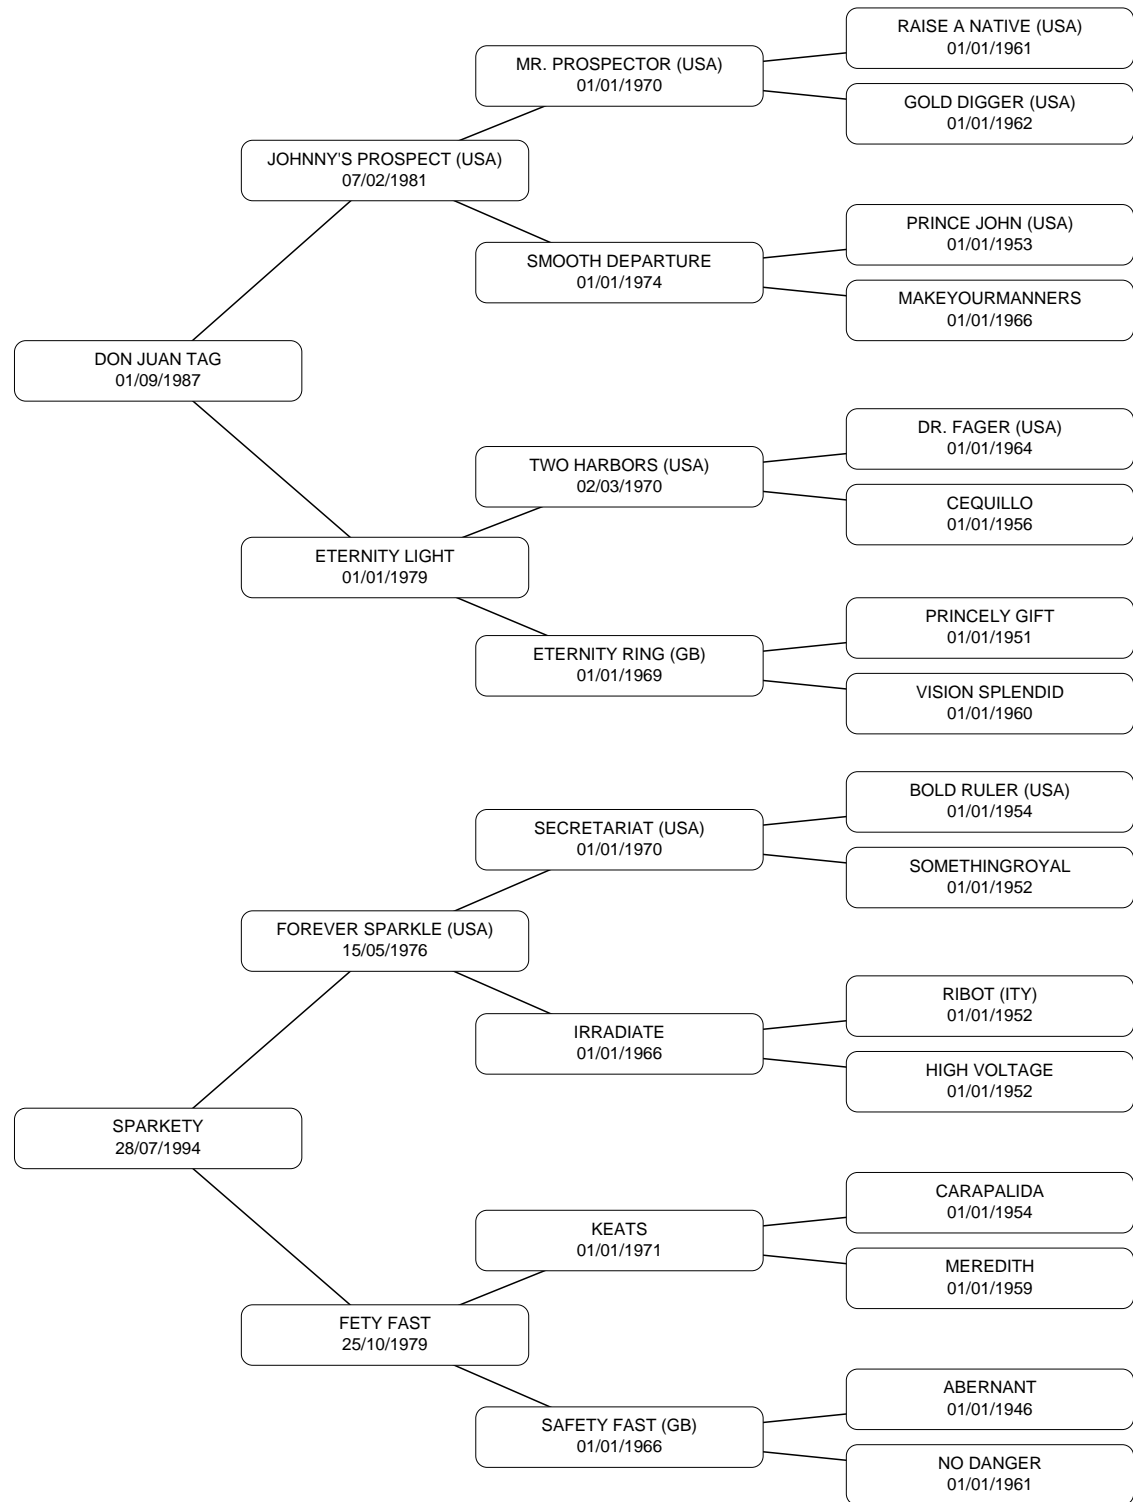 RAISE A NATIVE (USA)
01/01/1961
MR. PROSPECTOR (USA)
01/01/1970
GOLD DIGGER (USA)
01/01/1962
JOHNNY'S PROSPECT (USA)
07/02/1981
PRINCE JOHN (USA)
01/01/1953
SMOOTH DEPARTURE
01/01/1974
MAKEYOURMANNERS
01/01/1966
DON JUAN TAG
01/09/1987
DR. FAGER (USA)
01/01/1964
TWO HARBORS (USA)
02/03/1970
CEQUILLO
01/01/1956
ETERNITY LIGHT
01/01/1979
PRINCELY GIFT
01/01/1951
ETERNITY RING (GB)
01/01/1969
VISION SPLENDID
01/01/1960
BOLD RULER (USA)
01/01/1954
SECRETARIAT (USA)
01/01/1970
SOMETHINGROYAL
01/01/1952
FOREVER SPARKLE (USA)
15/05/1976
RIBOT (ITY)
01/01/1952
IRRADIATE
01/01/1966
HIGH VOLTAGE
01/01/1952
SPARKETY
28/07/1994
CARAPALIDA
01/01/1954
KEATS
01/01/1971
MEREDITH
01/01/1959
FETY FAST
25/10/1979
ABERNANT
01/01/1946
SAFETY FAST (GB)
01/01/1966
NO DANGER
01/01/1961